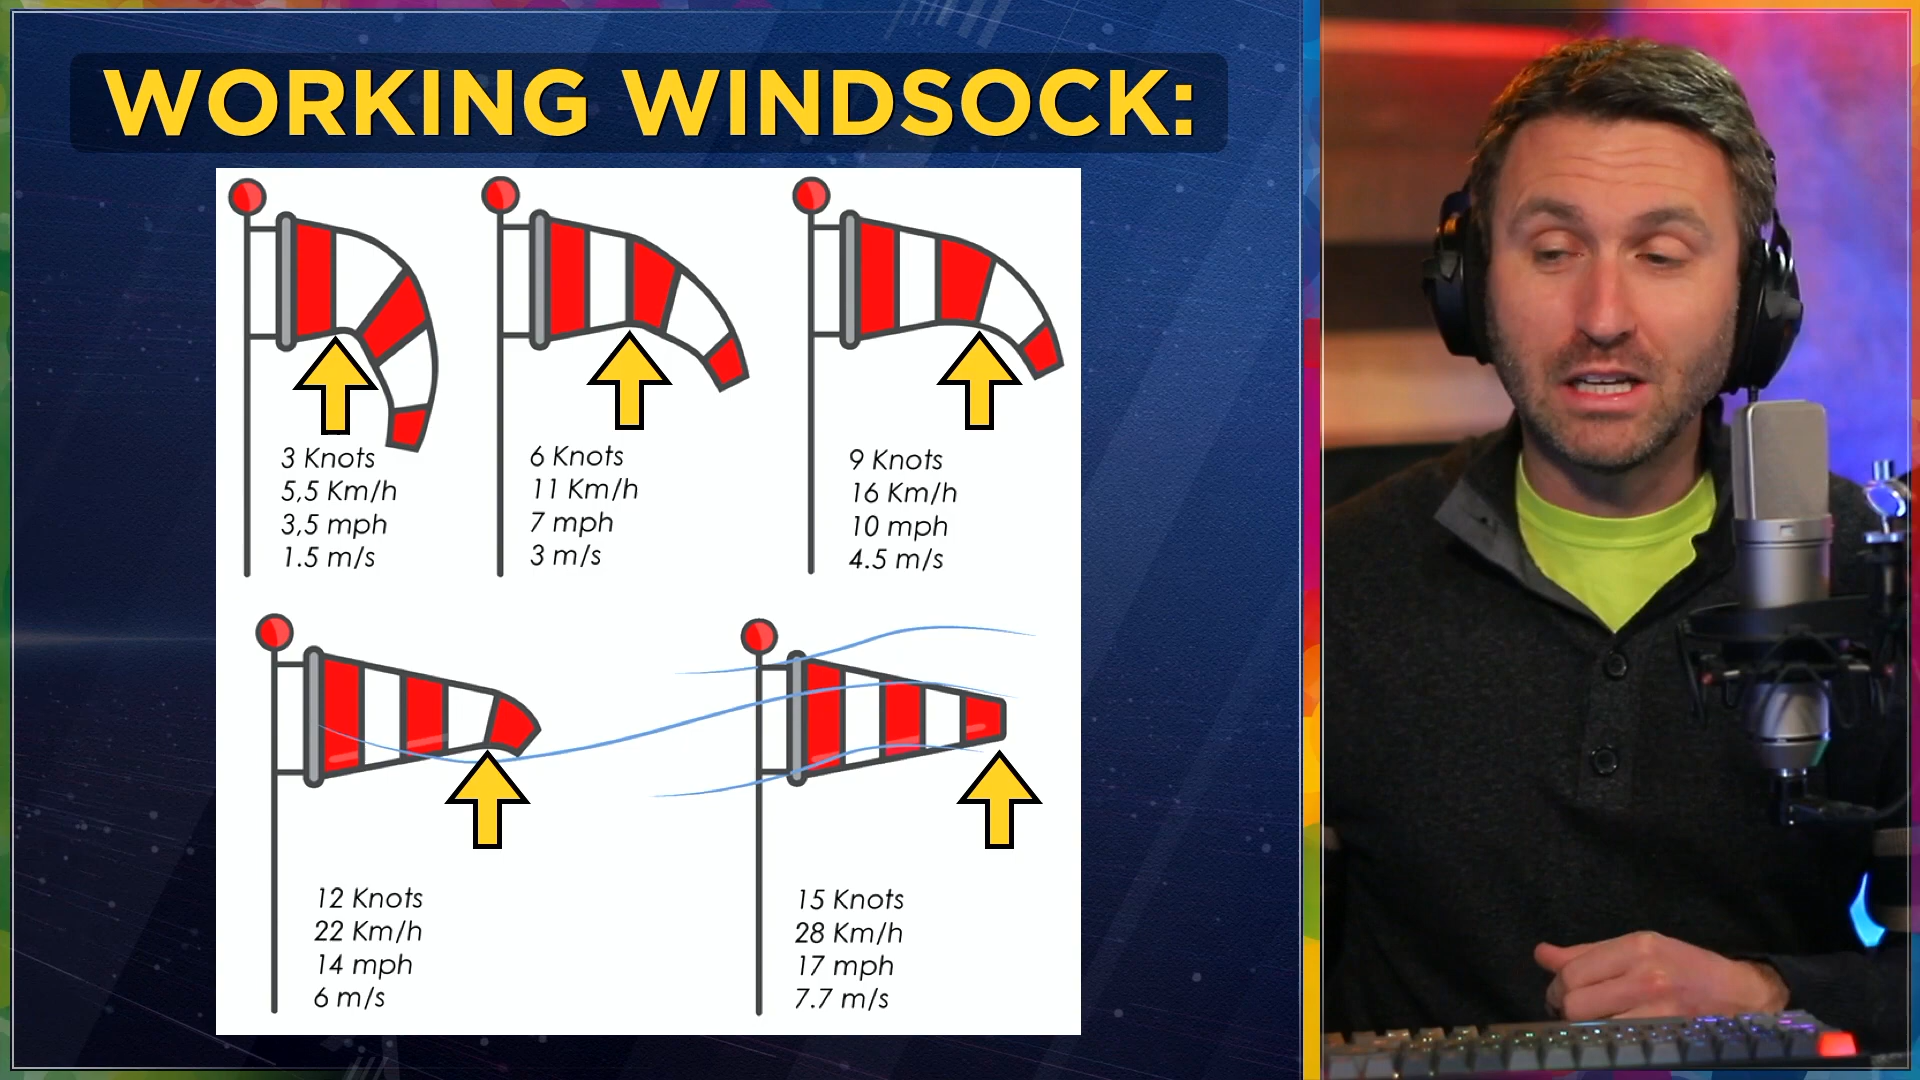 WORKING WINDSOCK:
3 Knots
5,5 Km/h
3,5 mph
1.5 m/s
6 Knots
11 Km/h
7 mph
3 m/s
9 Knots
16 Km/h
10 mph
4.5 m/s
12 Knots
22 Km/h
14 mph
6 m/s
15 Knots
28 Km/h
17 mph
7.7 m/s